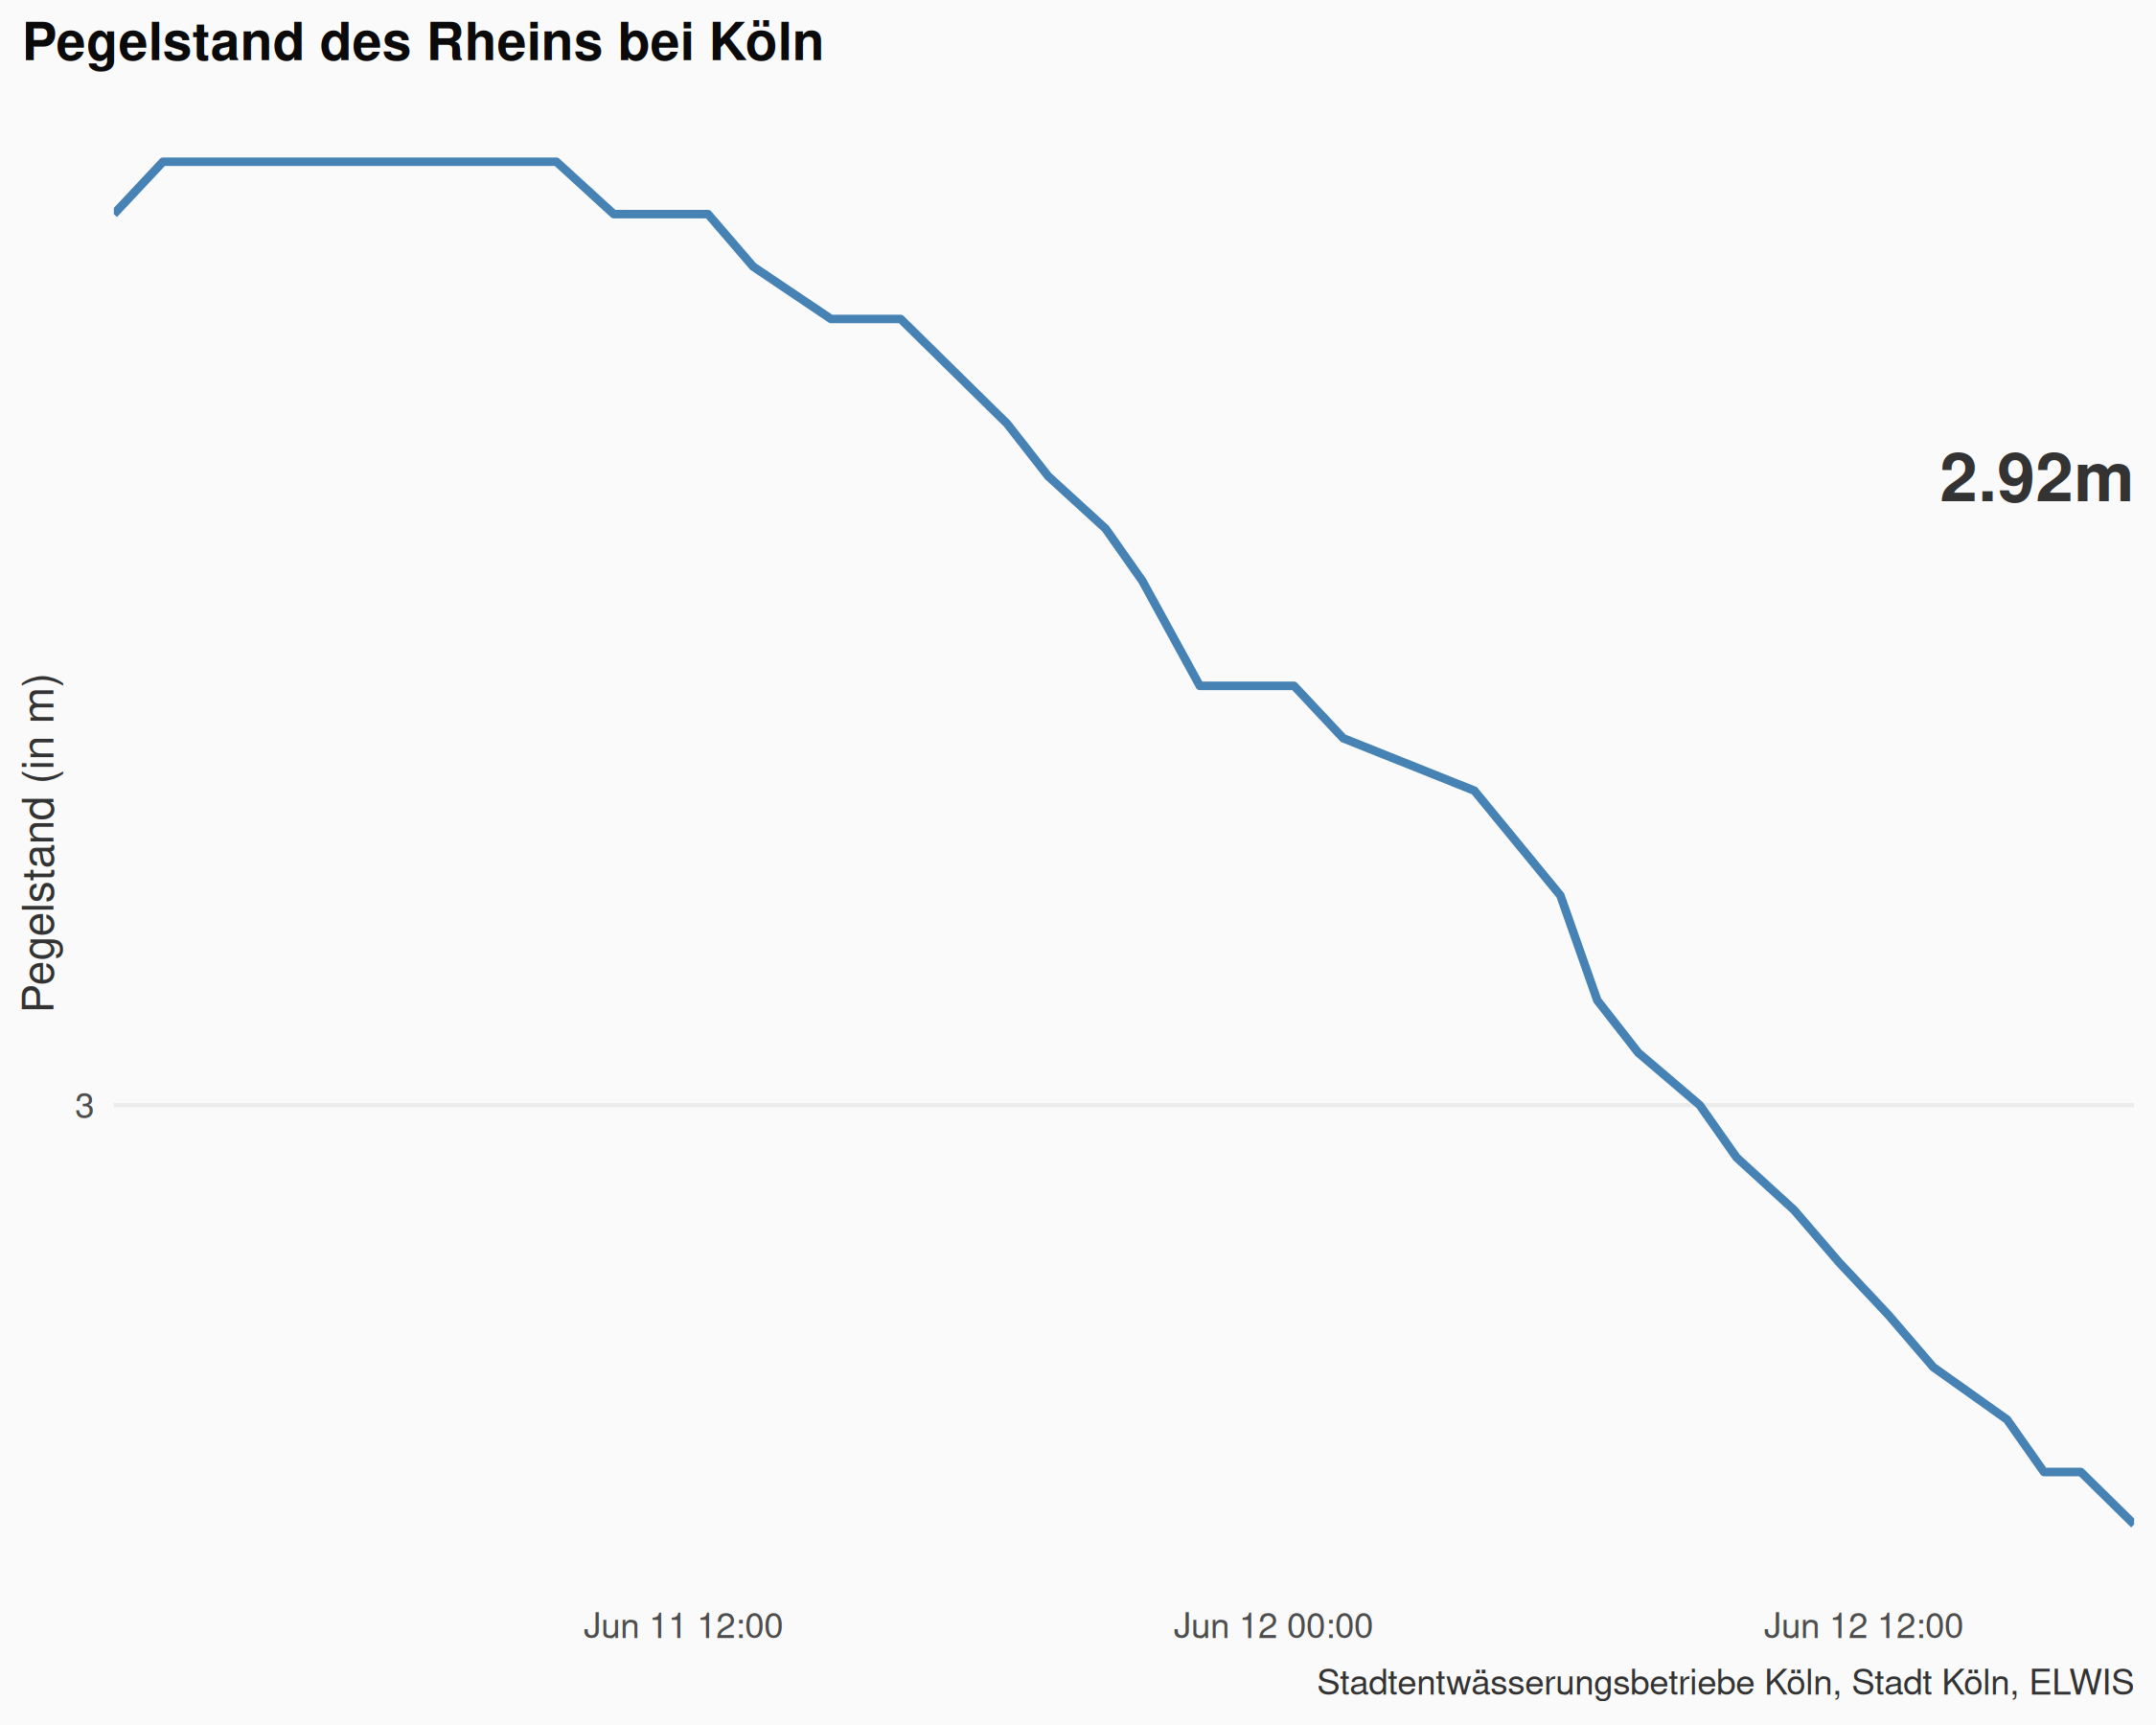 Pegelstand des Rheins bei Köln
2.92m
Pegelstand (in m)
3
Jun 11 12:00
Jun 12 00:00
Jun 12 12:00
Stadtentwässerungsbetriebe Köln, Stadt Köln, ELWIS